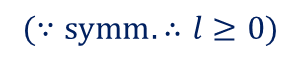 (∵ symm. ∴ l ≥ 0)